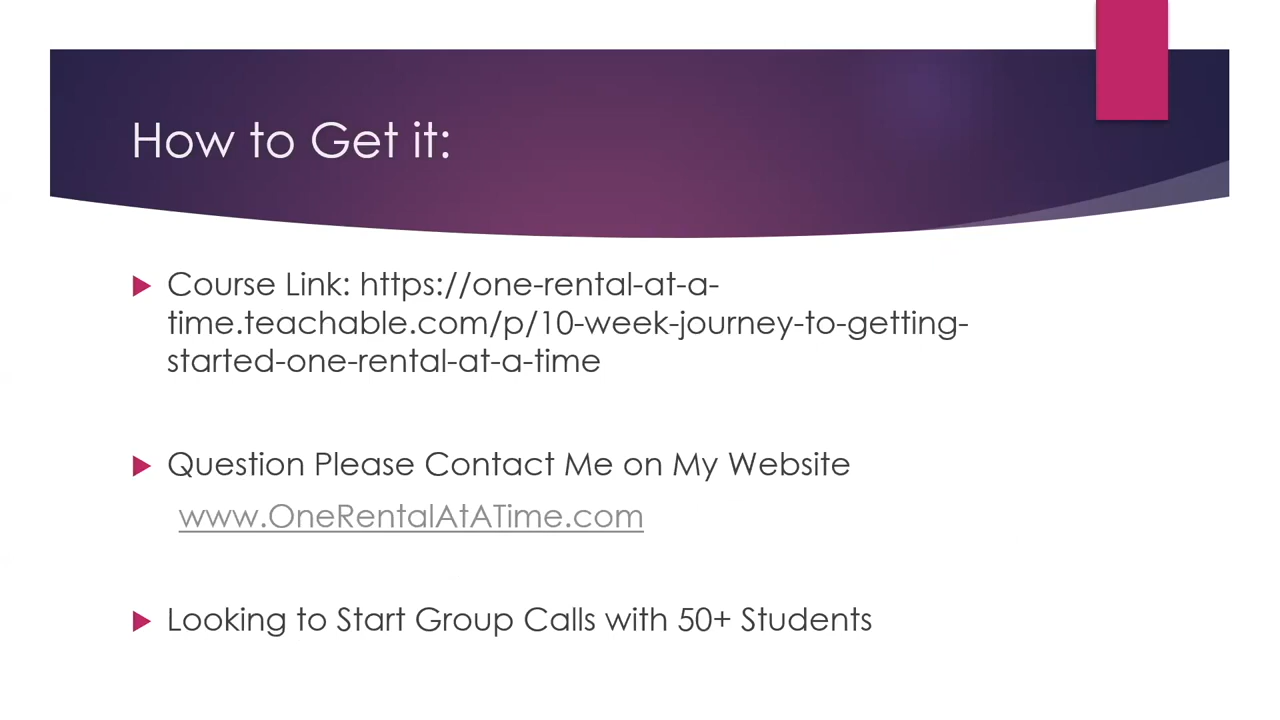 How to Get it:
Course Link: https://one-rental-at-a-
time.teachable.com/p/10-week-journey-to-getting-
started-one-rental-at-a-time
Question Please Contact Me on My Website
www.OneRentalAtATime.com
Looking to Start Group Calls with 50+ Students